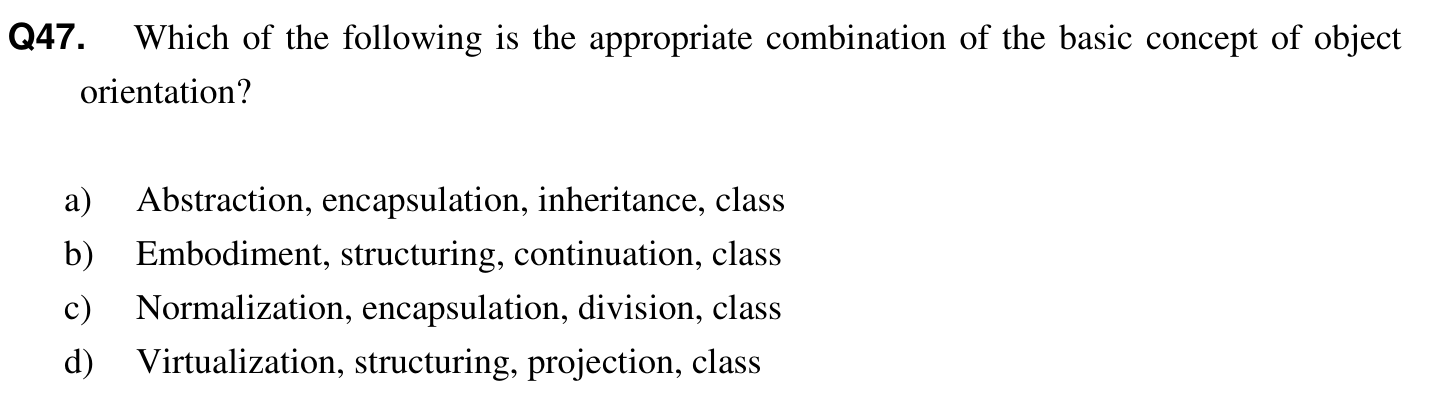 Q47. Which of the following is the appropriate combination of the basic concept of object
orientation?
a) Abstraction, encapsulation, inheritance, class
b) Embodiment, structuring, continuation, class
c) Normalization, encapsulation, division, class
d) Virtualization, structuring, projection, class